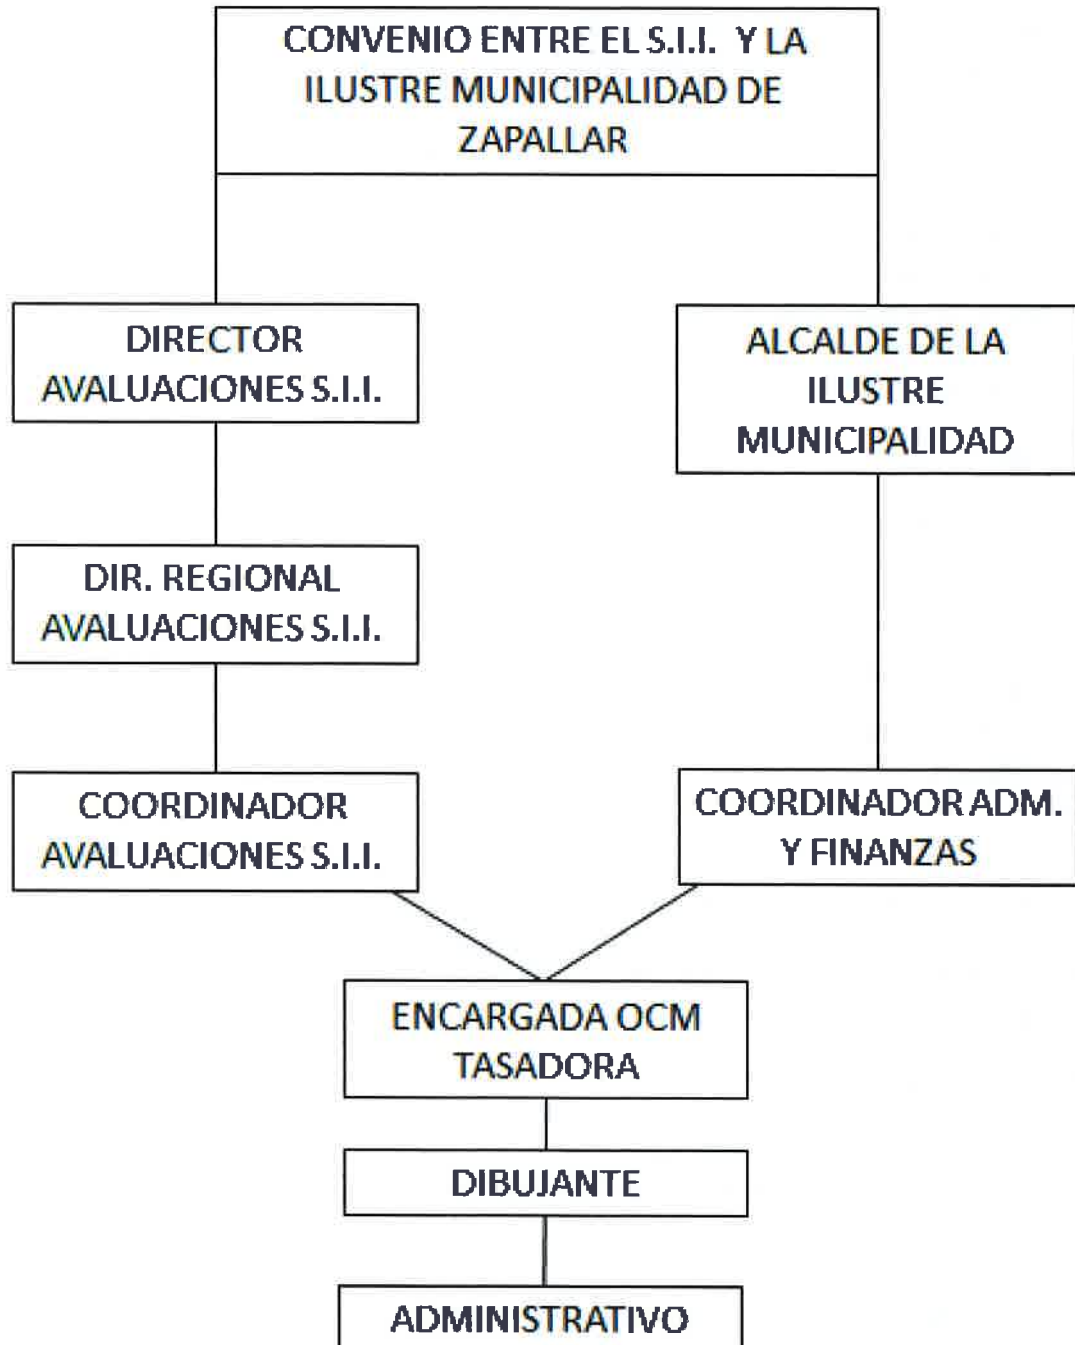 CONVENIO ENTRE EL S.I.I. Y LA
ILUSTRE MUNICIPALIDAD DE
ZAPALLAR
DIRECTOR
AVALUACIONES S.I.I.
ALCALDE DE LA
ILUSTRE
MUNICIPALIDAD
DIR. REGIONAL
AVALUACIONES S.I.I.
COORDINADOR
AVALUACIONES S.I.I.
COORDINADOR ADM.
Y FINANZAS
ENCARGADA OCM
TASADORA
DIBUJANTE
ADMINISTRATIVO